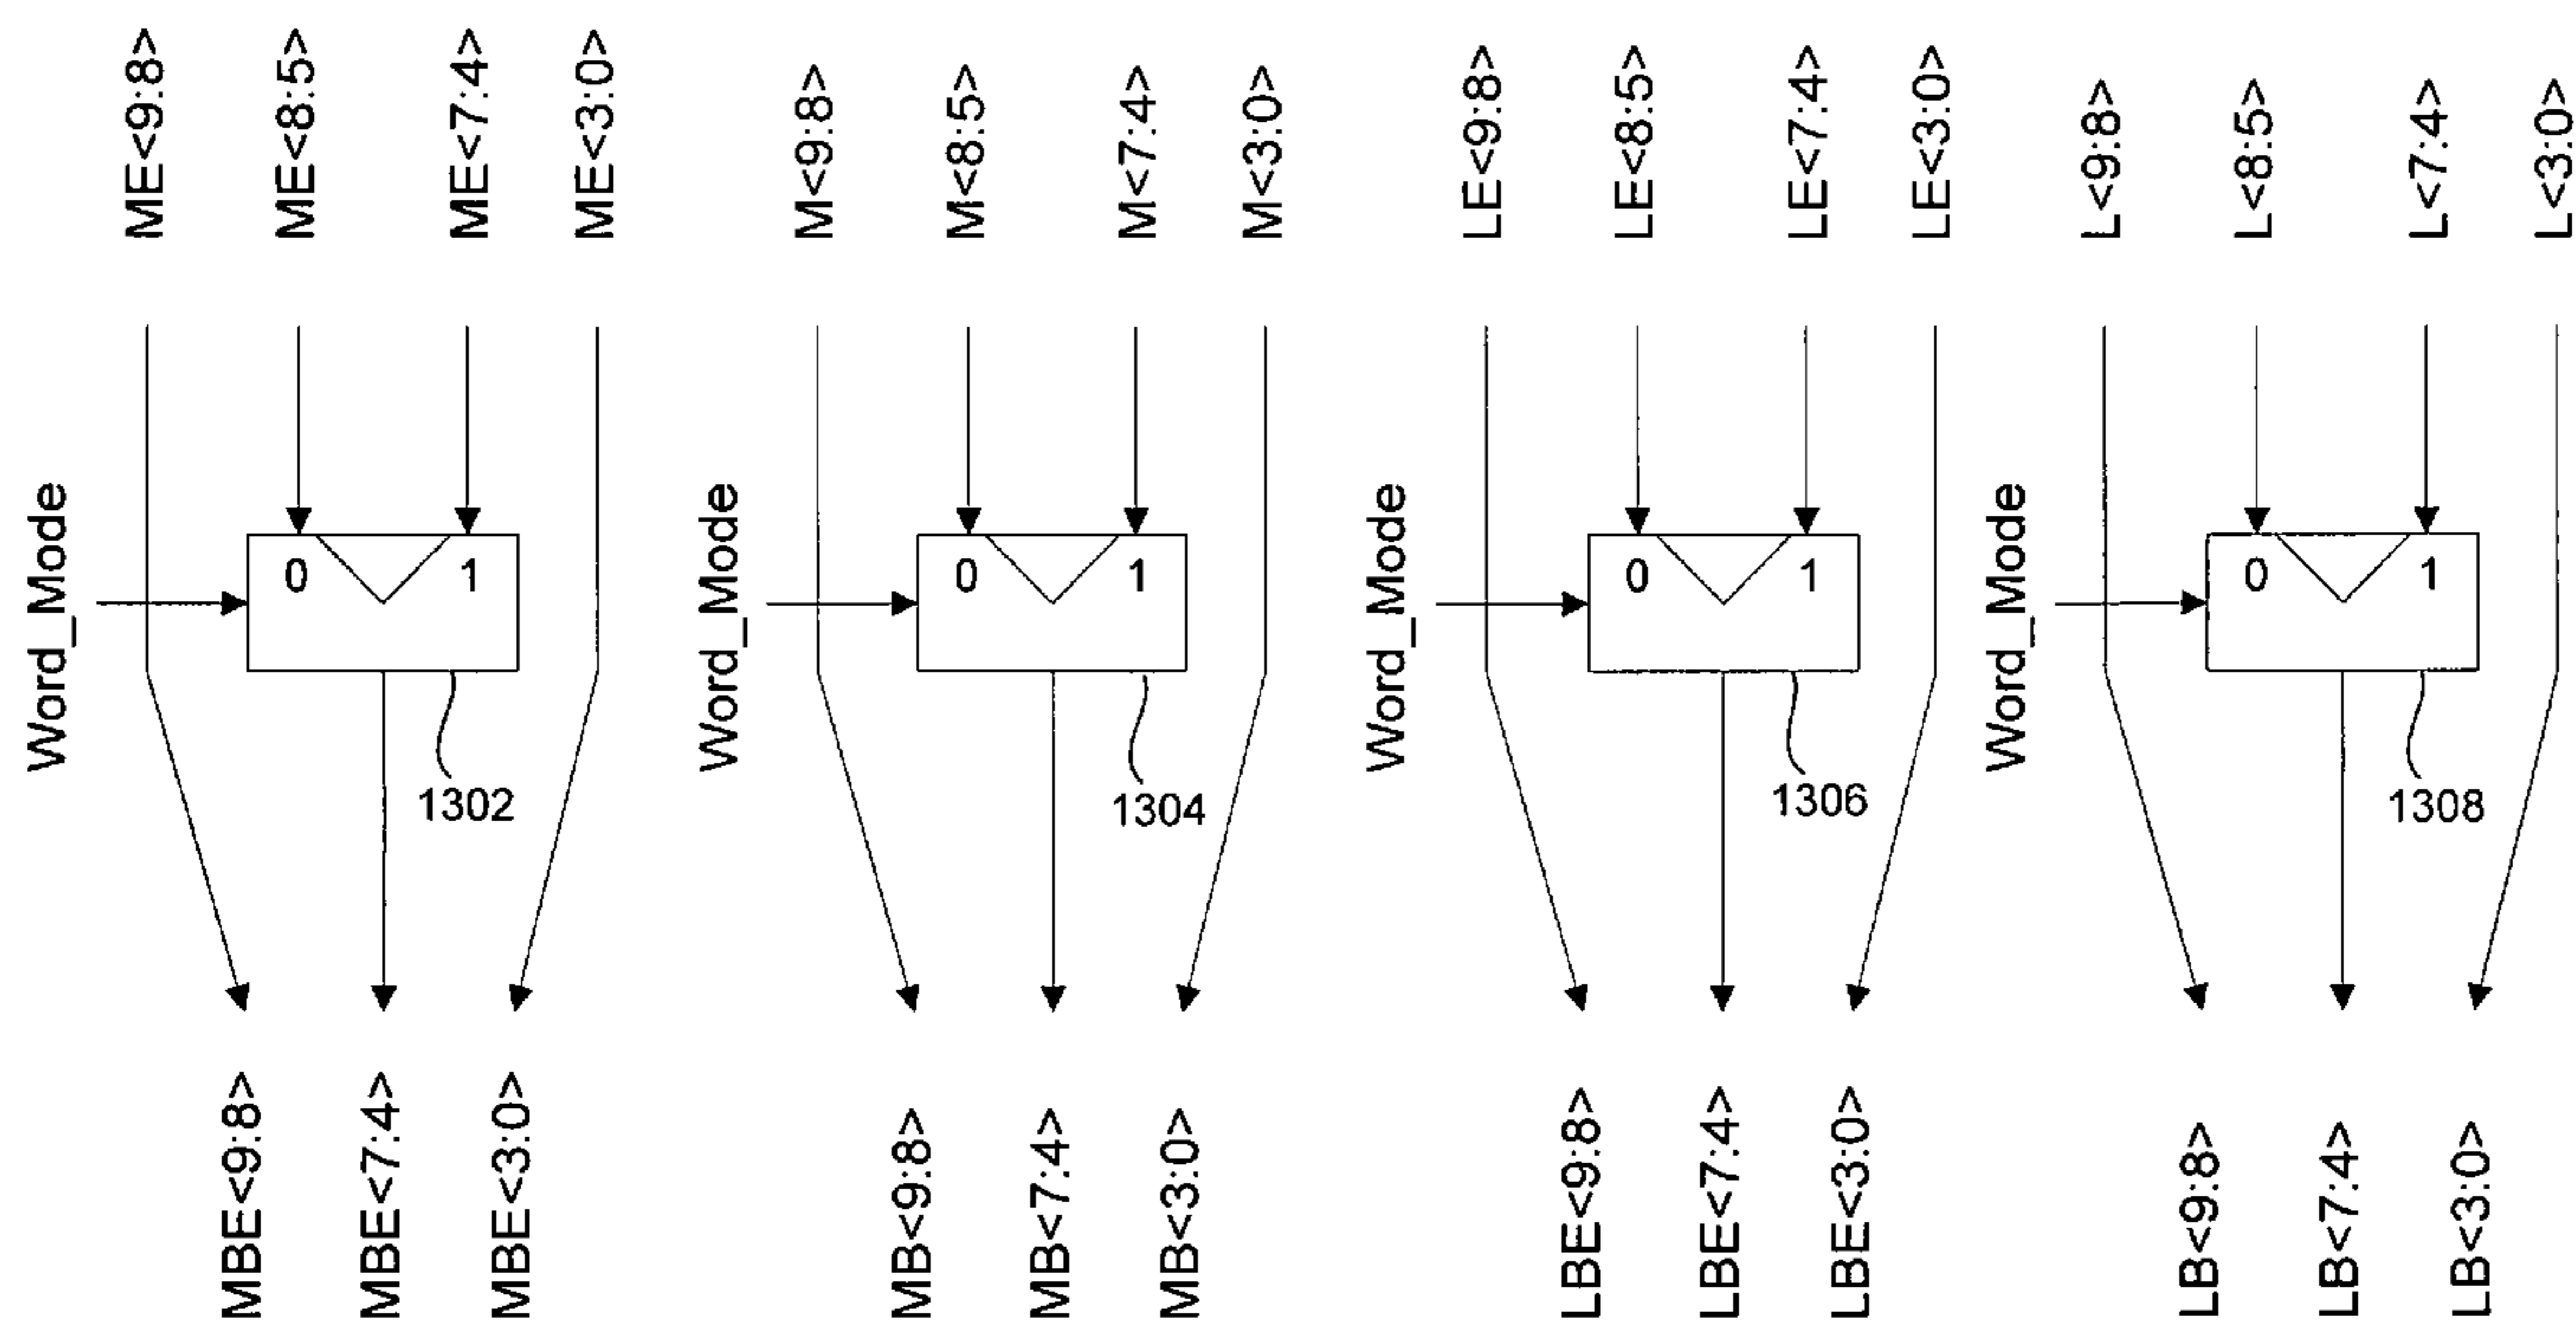 Word_Mode
ME<9:8>
ME<8:5>
ME<7:4>
ME<3:0>
0
1
1302
MBE<9:8>
MBE<7:4>
MBE<3:0>
Word_Mode
M<9:8>
M<8:5>
M<7:4>
M<3:0>
0
1
1304
MB<9:8>
MB<7:4>
MB<3:0>
Word_Mode
LE<9:8>
LE<8:5>
LE<7:4>
LE<3:0>
0
1
1306
LBE<9:8>
LBE<7:4>
LBE<3:0>
Word_Mode
L<9:8>
L<8:5>
L<7:4>
L<3:0>
0
1
1308
LB<9:8>
LB<7:4>
LB<3:0>